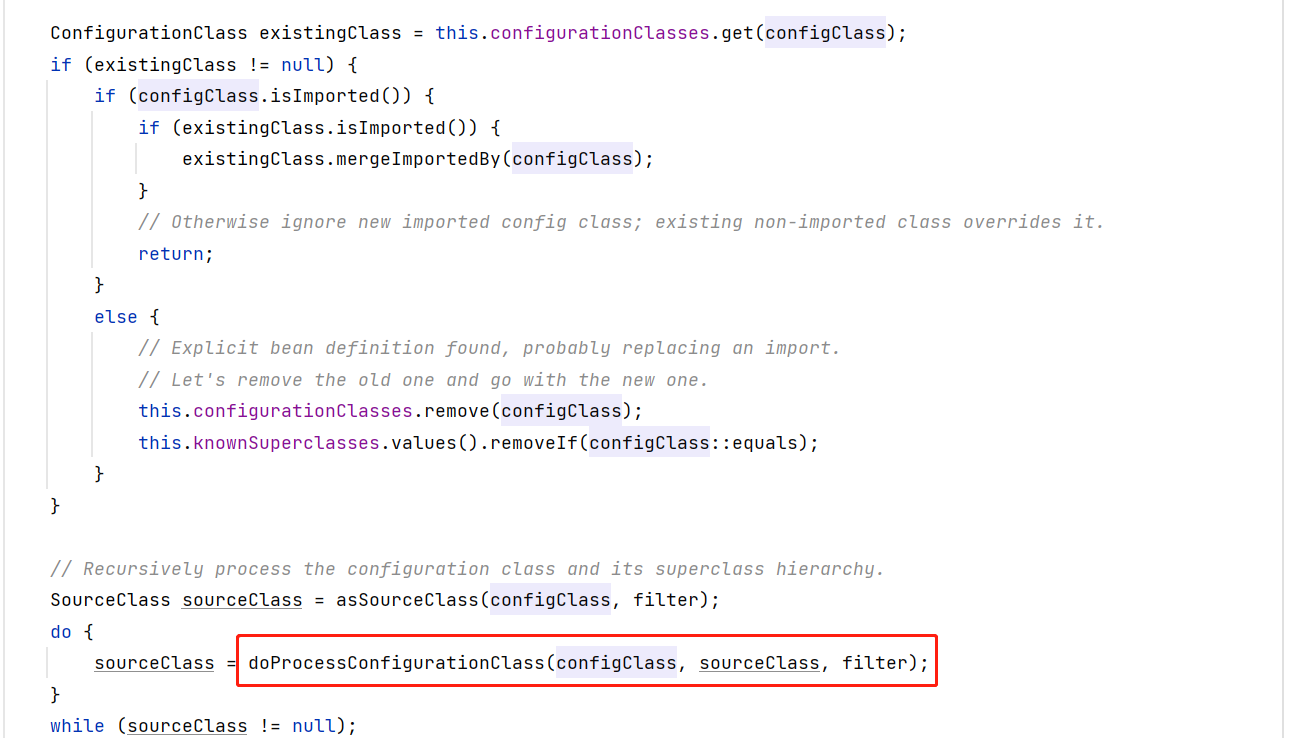 ConfigurationClass existingClass = this.configurationClasses.get(configClass);
if (existingClass != null) {
if (configClass.isImported()) {
if (existingClass.isImported()) {
existingClass.mergeImportedBy(configClass);
}
// Otherwise ignore new imported config class; existing non-imported class overrides it.
return;
}
else {
// Explicit bean definition found, probably replacing an import.
// Let's remove the old one and go with the new one.
this.configurationClasses.remove(configClass);
this.knownSuperclasses.values().removeIf(configClass::equals);
}
}
// Recursively process the configuration class and its superclass hierarchy.
SourceClass sourceClass = asSourceClass(configClass, filter);
do {
sourceClass = doProcessConfigurationClass(configClass, sourceClass, filter);
}
while (sourceClass != null);